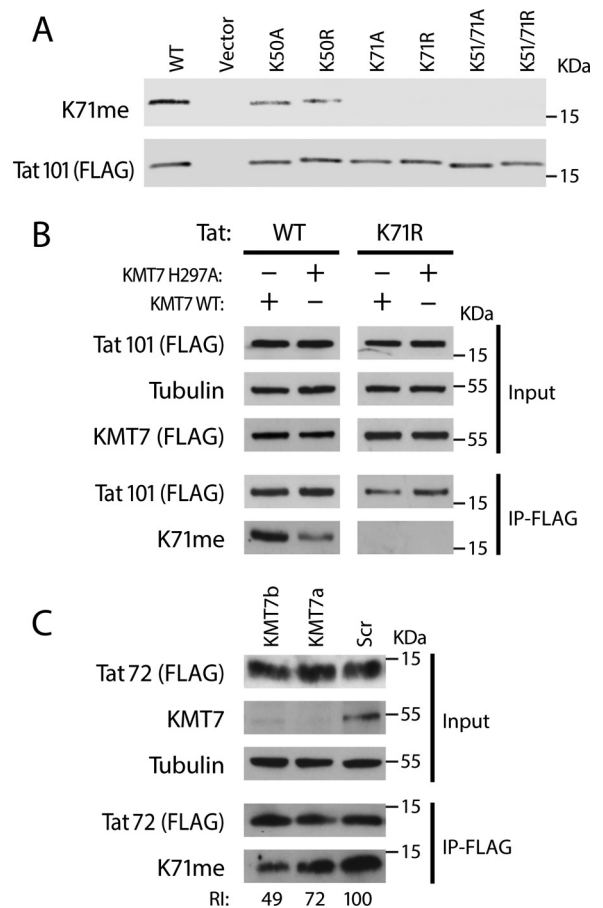 A
WT Vector K50A K50R K71A K71R K51/71A K51/71R KDa
K71me
15
Tat 101 (FLAG)
15
B
Tat: WT K71R
KMT7 H297A: – + – +
KMT7 WT: + – + –
KDa
Tat 101 (FLAG)
15
Tubulin
55
Input
KMT7 (FLAG)
55
Tat 101 (FLAG)
15
IP-FLAG
K71me
15
C
KMT7b KMT7a Scr KDa
Tat 72 (FLAG)
15
KMT7
55
Input
Tubulin
55
Tat 72 (FLAG)
15
IP-FLAG
K71me
15
RI: 49 72 100